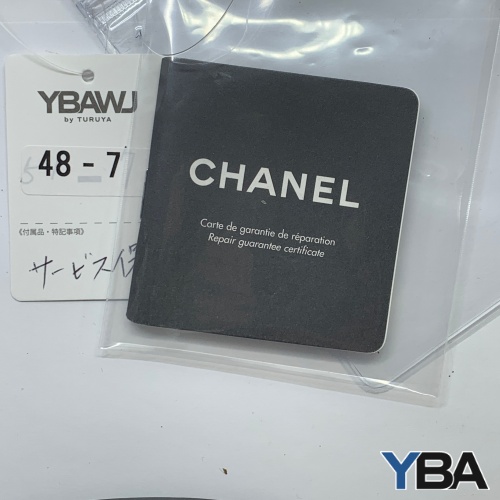 YBAWJ
by TURUYA
48-7
《付属品・特記事項》
サービス保
CHANEL
Carte de garantie de réparation
Repair guarantee certificate
YBA